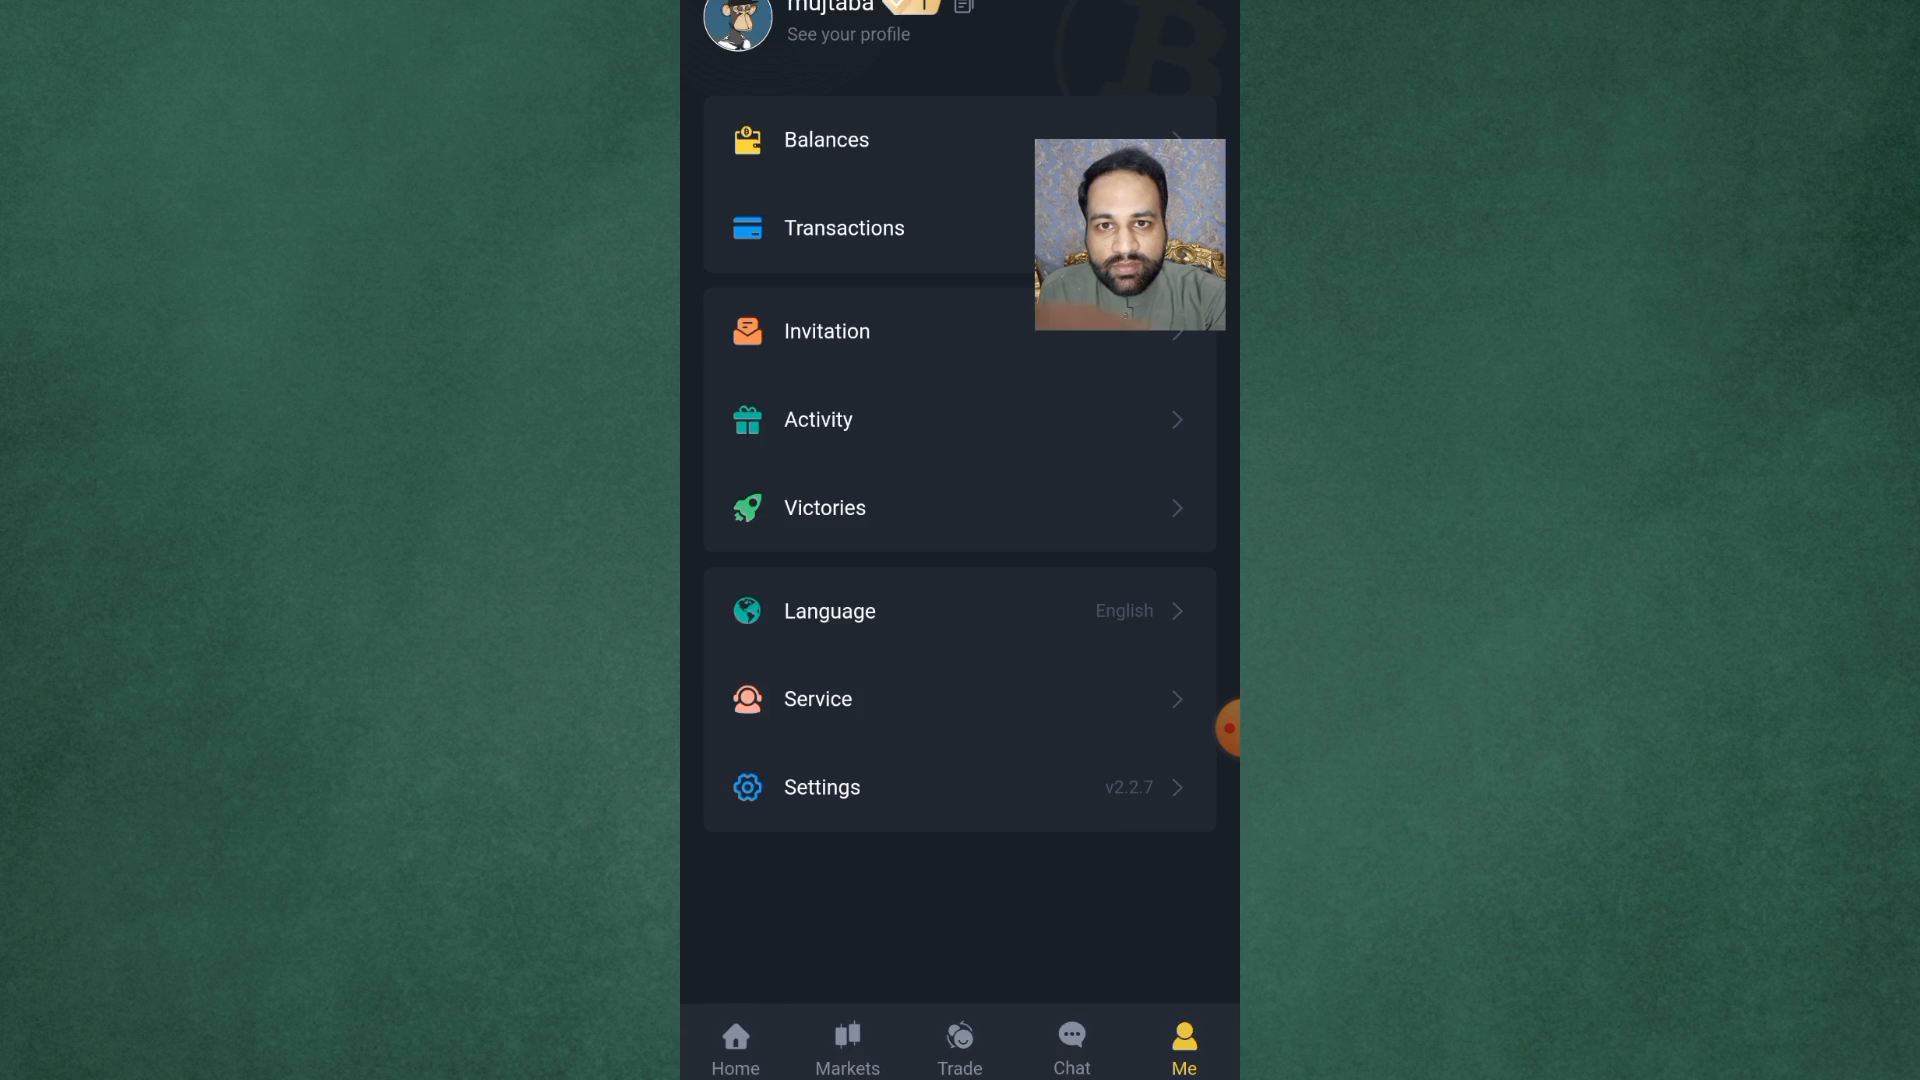 mujtaba 1
See your profile
Balances
Transactions
Invitation
Activity
Victories
Language English
Service
Settings v2.2.7
Home Markets Trade Chat Me